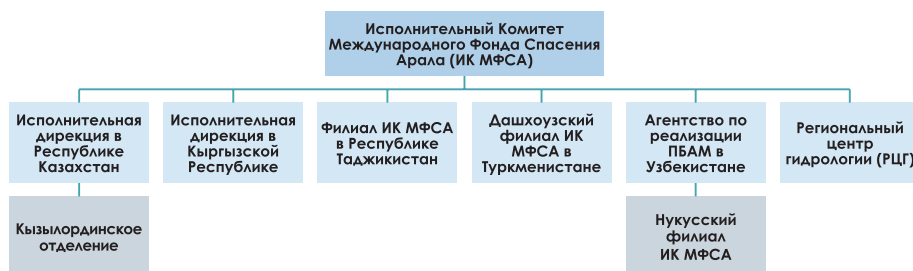 Исполнительный Комитет
Международного Фонда Спасения
Арала (ИК МФСА)
Исполнительная
дирекция в
Республике
Казахстан
Исполнительная
дирекция в
Кыргызской
Республике
Филиал ИК МФСА
в Республике
Таджикистан
Дашхоузский
филиал ИК
МФСА в
Туркменистане
Агентство по
реализации
ПБАМ в
Узбекистане
Региональный
центр
гидрологии (РЦГ)
Кызылординское
отделение
Нукусский
филиал
ИК МФСА